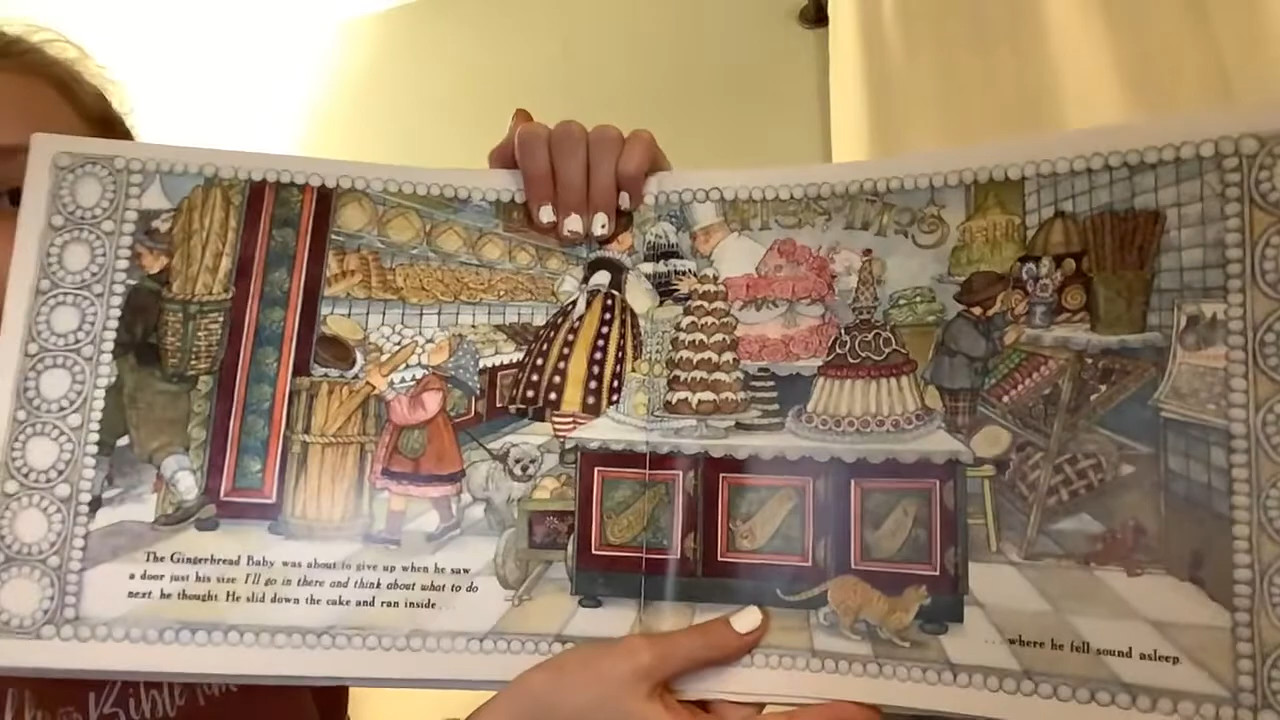 The Gingerbread Baby was about to give up when he saw
a door just his size. I'll go in there and think about what to do
next, he thought. He slid down the cake and ran inside . . .
. . . where he fell sound asleep.
Bible